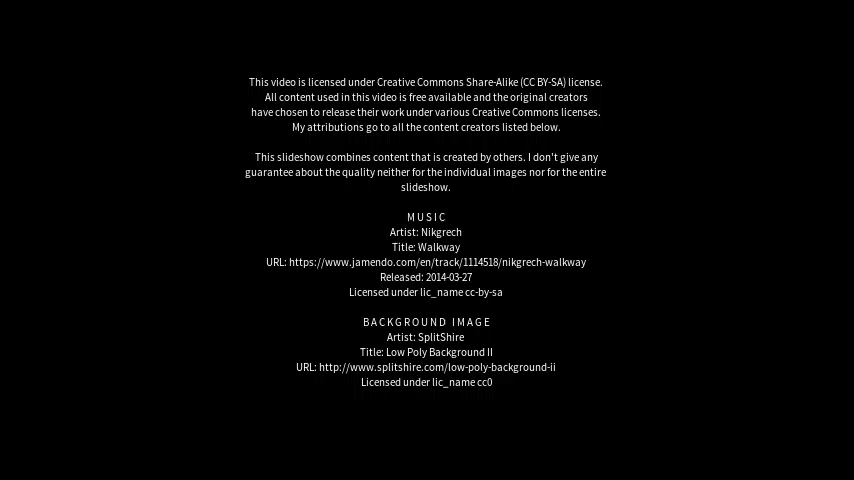 This video is licensed under Creative Commons Share-Alike (CC BY-SA) license.
All content used in this video is free available and the original creators
have chosen to release their work under various Creative Commons licenses.
My attributions go to all the content creators listed below.
This slideshow combines content that is created by others. I don't give any
guarantee about the quality neither for the individual images nor for the entire
slideshow.
MUSIC
Artist: Nikgrech
Title: Walkway
URL: https://www.jamendo.com/en/track/1114518/nikgrech-walkway
Released: 2014-03-27
Licensed under lic_name cc-by-sa
BACKGROUND IMAGE
Artist: SplitShire
Title: Low Poly Background II
URL: http://www.splitshire.com/low-poly-background-ii
Licensed under lic_name cc0